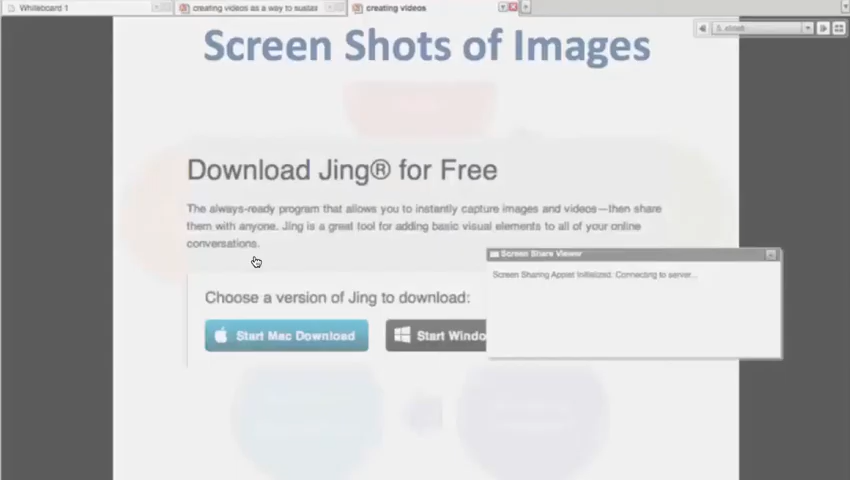 Whiteboard 1
creating videos as a way to sustai
creating videos
Screen Shots of Images
Download Jing® for Free
The always-ready program that allows you to instantly capture images and videos—then share
them with anyone. Jing is a great tool for adding basic visual elements to all of your online
conversations.
Screen Share Viewer
Screen Sharing Applet Initialized. Connecting to server...
Choose a version of Jing to download:
Start Mac Download
Start Windo